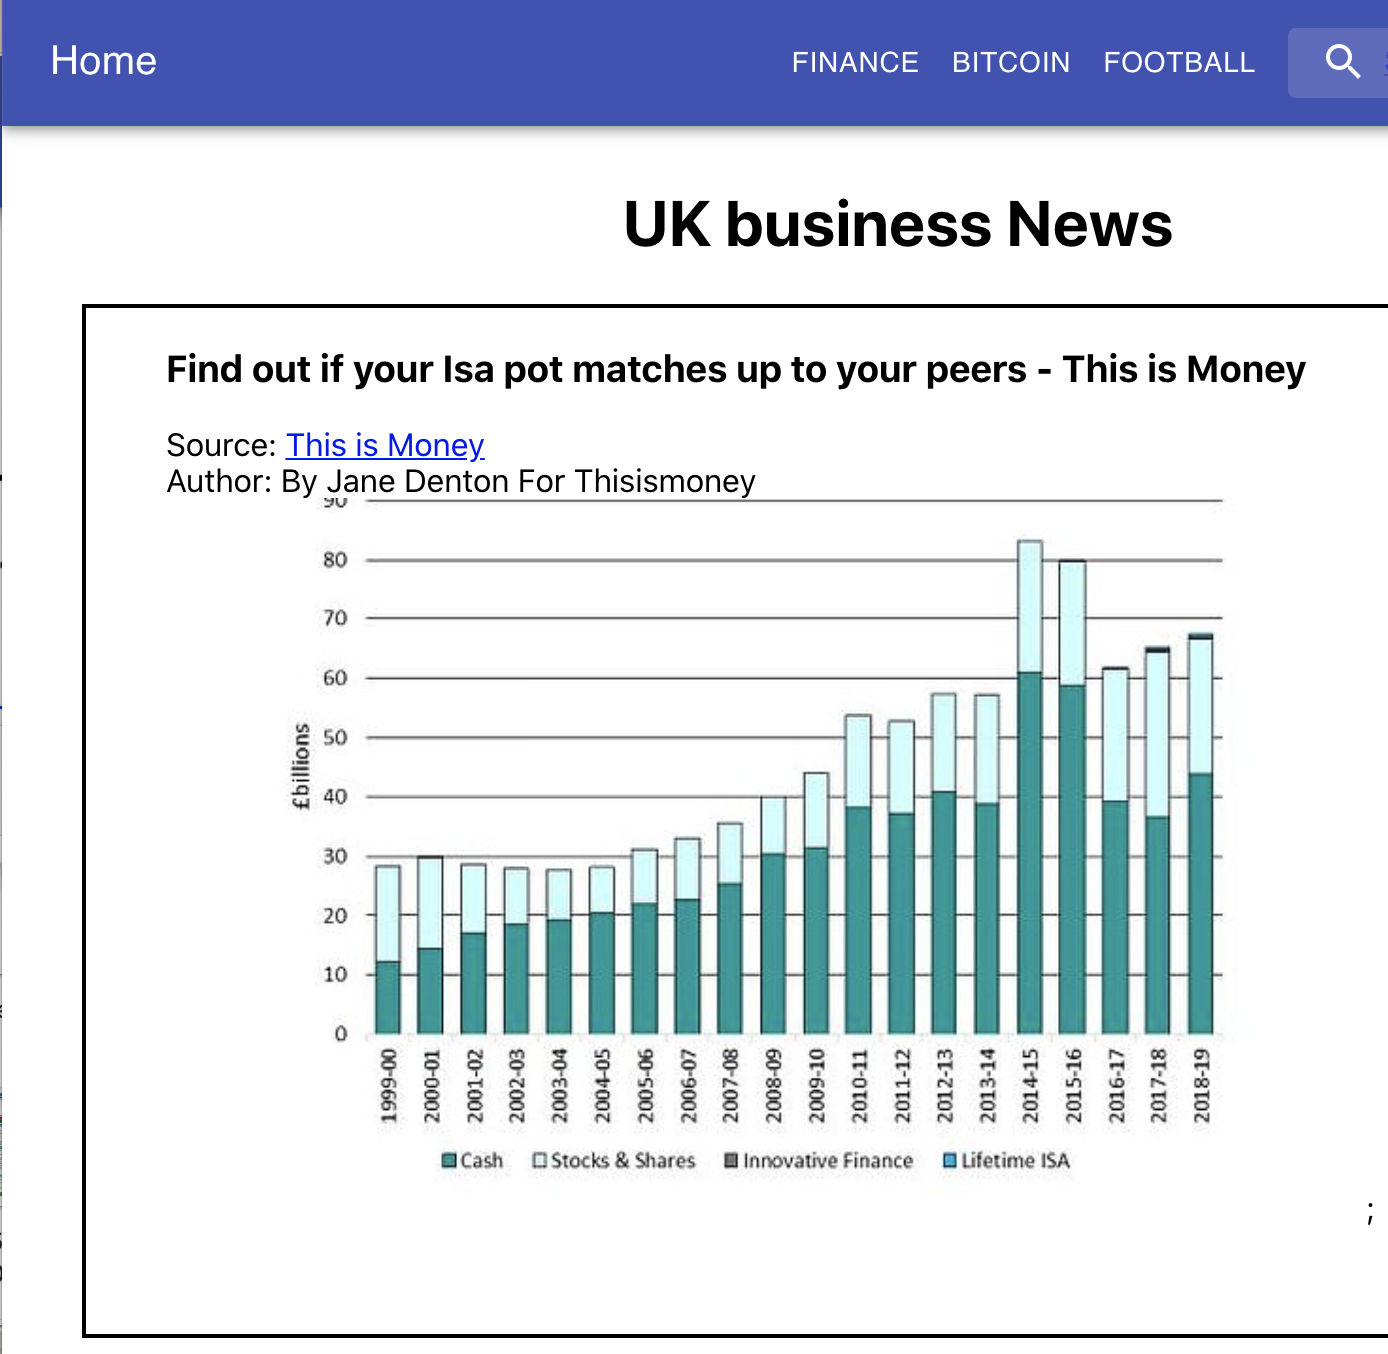 Home FINANCE BITCOIN FOOTBALL
UK business News
Find out if your Isa pot matches up to your peers - This is Money
Source: This is Money
Author: By Jane Denton For Thisismoney
90
80
70
60
50
40
30
20
10
0
£billions
1999-00 2000-01 2001-02 2002-03 2003-04 2004-05 2005-06 2006-07 2007-08 2008-09 2009-10 2010-11 2011-12 2012-13 2013-14 2014-15 2015-16 2016-17 2017-18 2018-19
Cash Stocks & Shares Innovative Finance Lifetime ISA
;